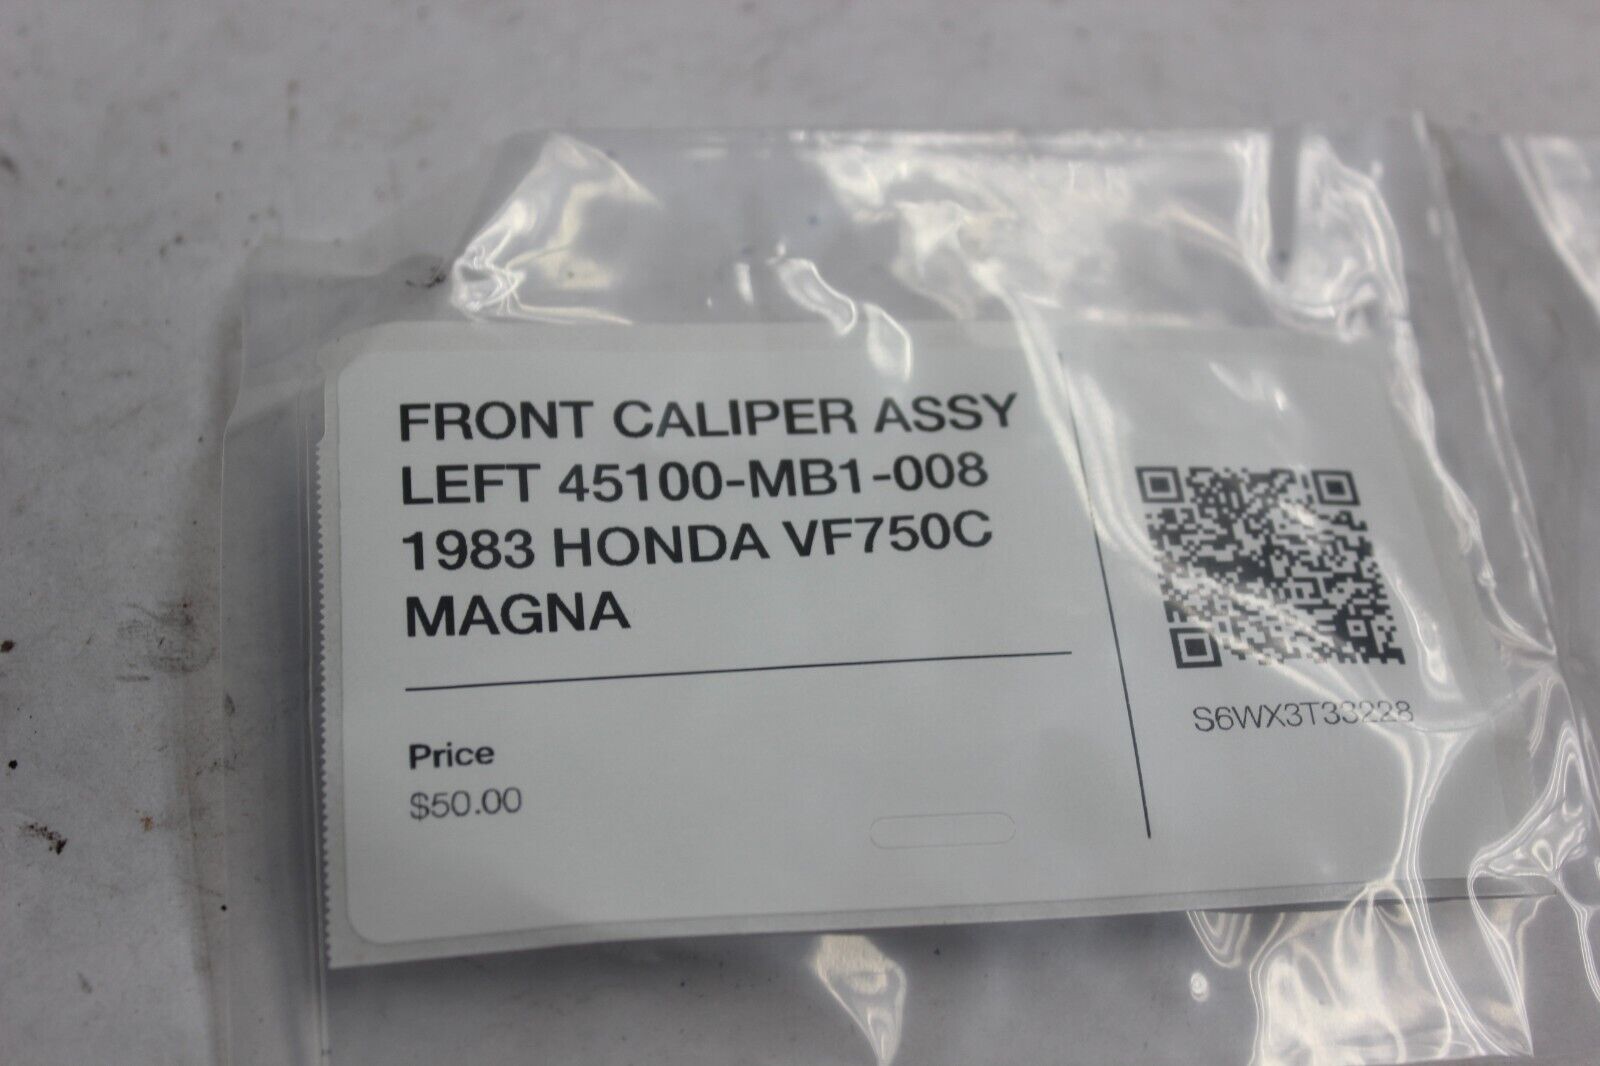 FRONT CALIPER ASSY
LEFT 45100-MB1-008
1983 HONDA VF750C
MAGNA
Price
$50.00
S6WX3T33228